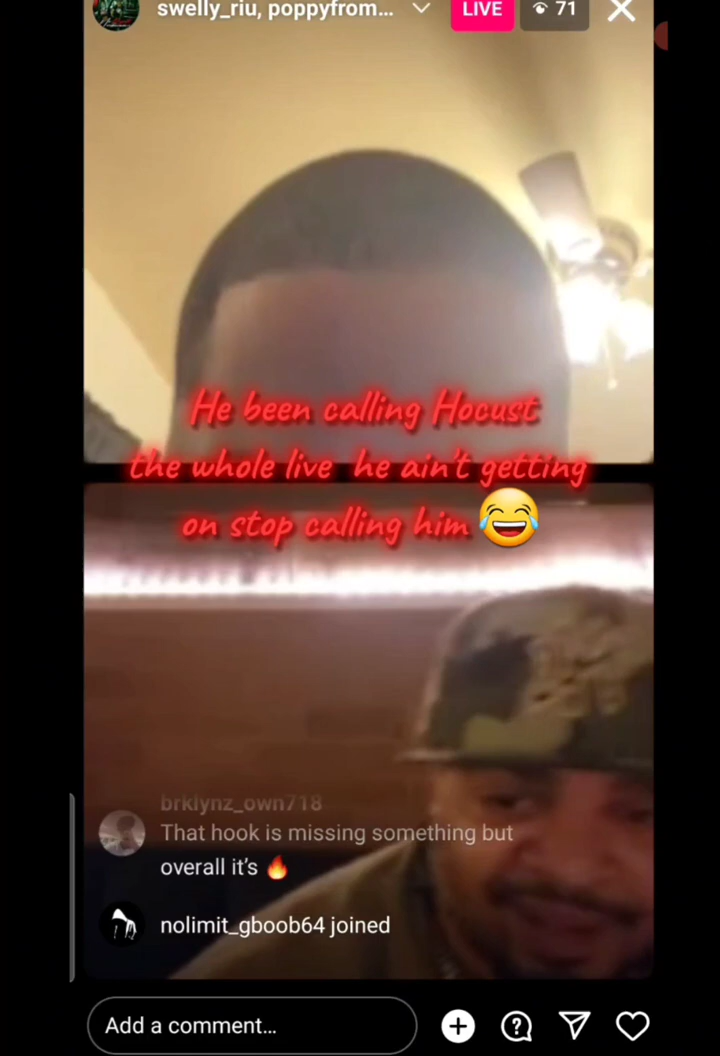 swelly_riu, poppyfrom...
LIVE
71
He been calling Hocust
the whole live he ain't getting
on stop calling him 😂
brklynz_own718
That hook is missing something but
overall it's 🔥
nolimit_gboob64 joined
Add a comment...